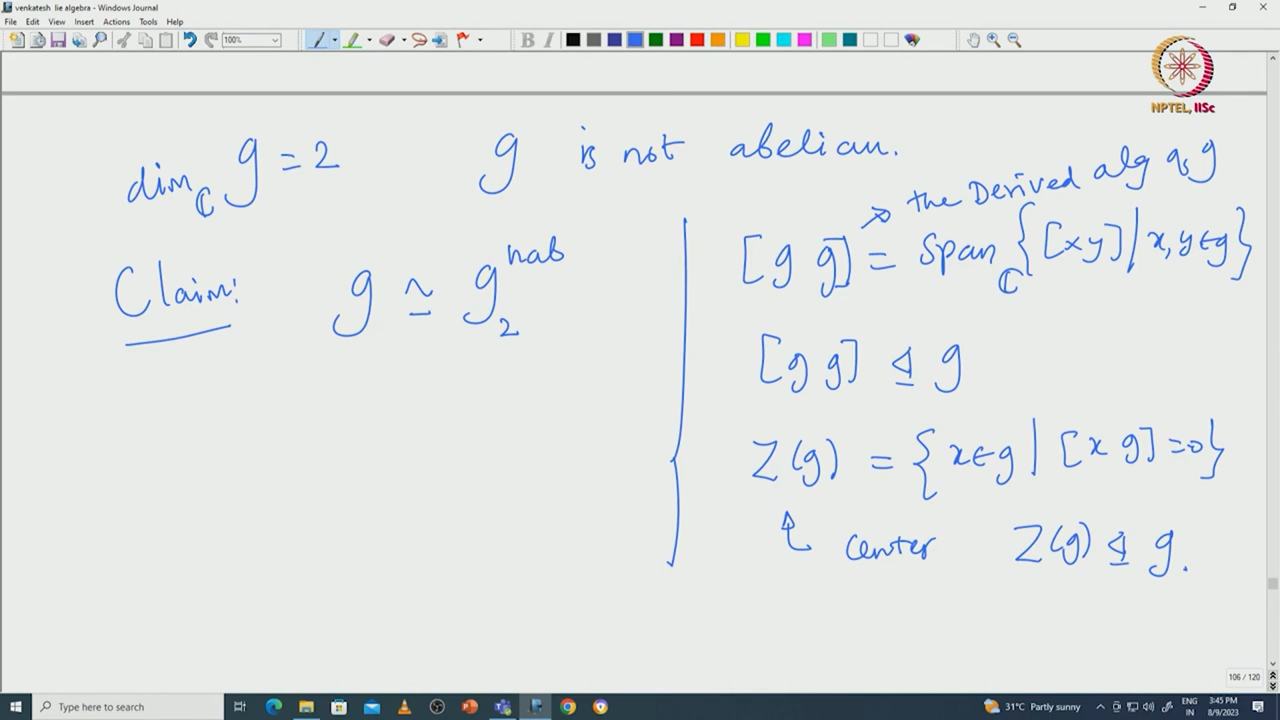 venkatesh lie algebra - Windows Journal
File Edit View Insert Actions Tools Help
100%
NPTEL, IISc
dim_ℂ g = 2 g is not abelian.
Claim: g ≃ g_2^nab
the Derived alg of g
[g g] = Span_ℂ {[x y] | x, y ∈ g}
[g g] ⊴ g
Z(g) = {x ∈ g | [x g] = 0}
center Z(g) ⊴ g.
106 / 120
Type here to search
31°C Partly sunny
ENG
IN
3:45 PM
8/9/2023